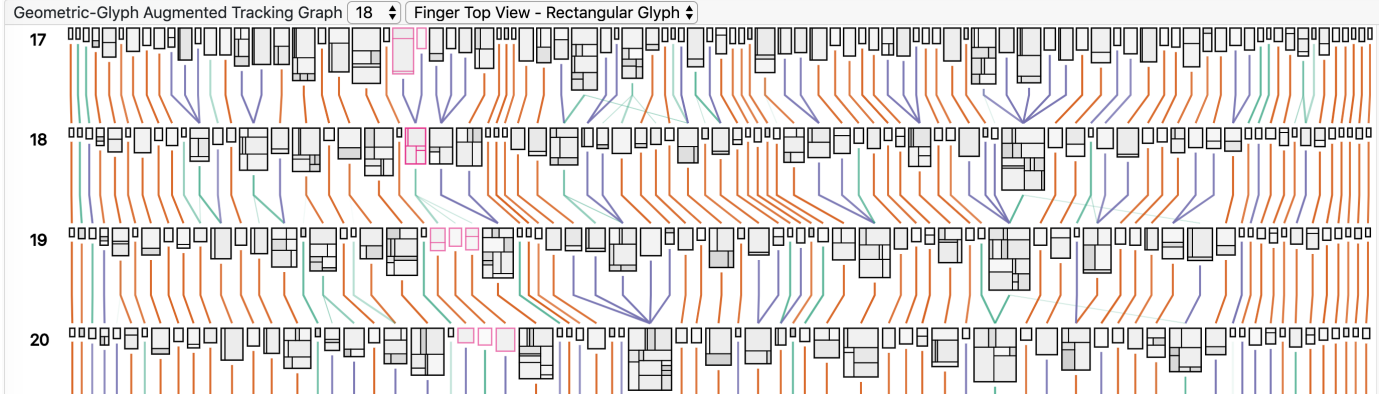 Geometric-Glyph Augmented Tracking Graph 18 Finger Top View - Rectangular Glyph
17
18
19
20